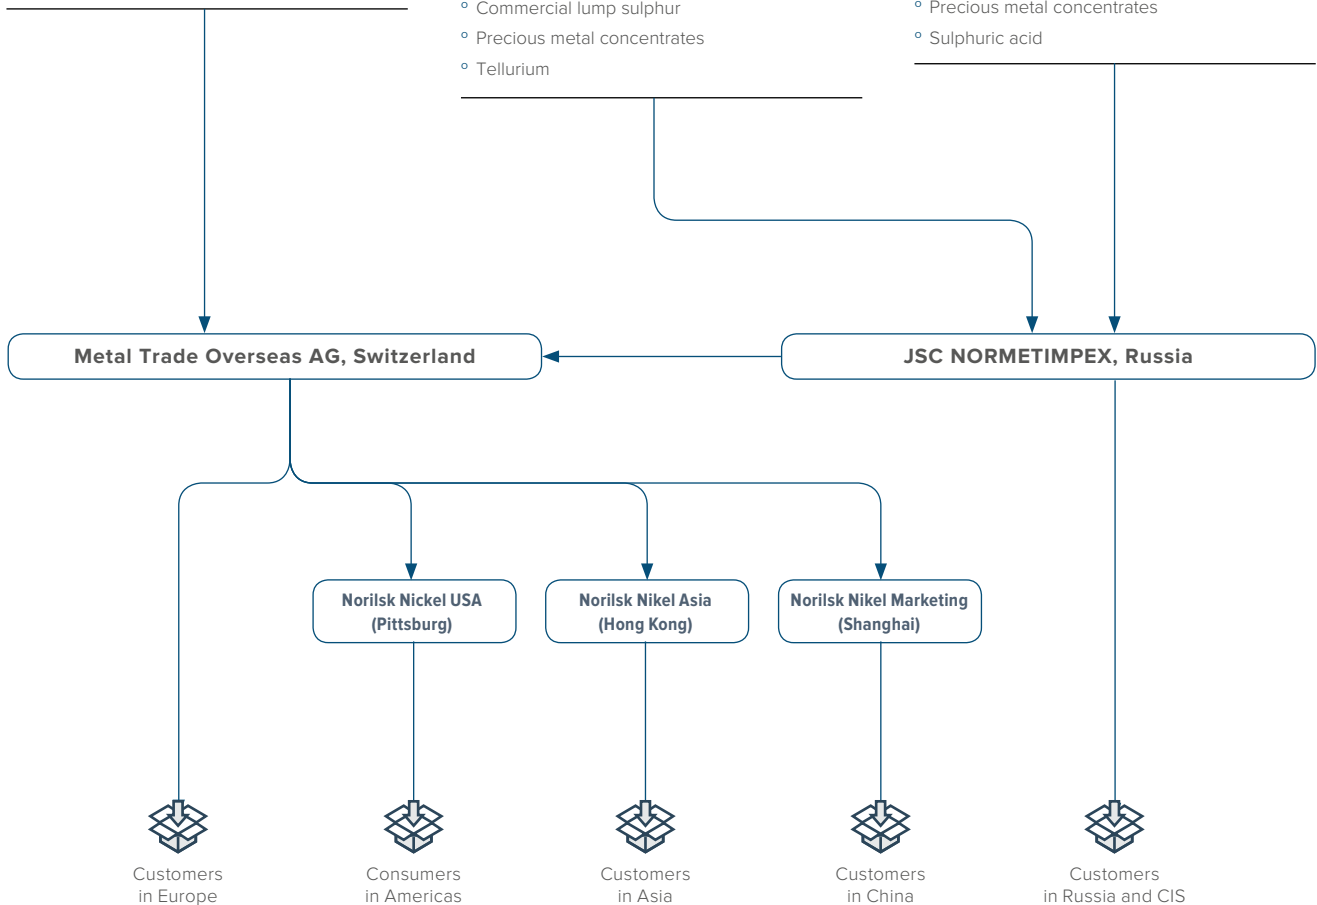 Commercial lump sulphur
Precious metal concentrates
Tellurium
Precious metal concentrates
Sulphuric acid
Metal Trade Overseas AG, Switzerland
JSC NORMETIMPEX, Russia
Norilsk Nickel USA
(Pittsburg)
Norilsk Nikel Asia
(Hong Kong)
Norilsk Nikel Marketing
(Shanghai)
Customers
in Europe
Consumers
in Americas
Customers
in Asia
Customers
in China
Customers
in Russia and CIS